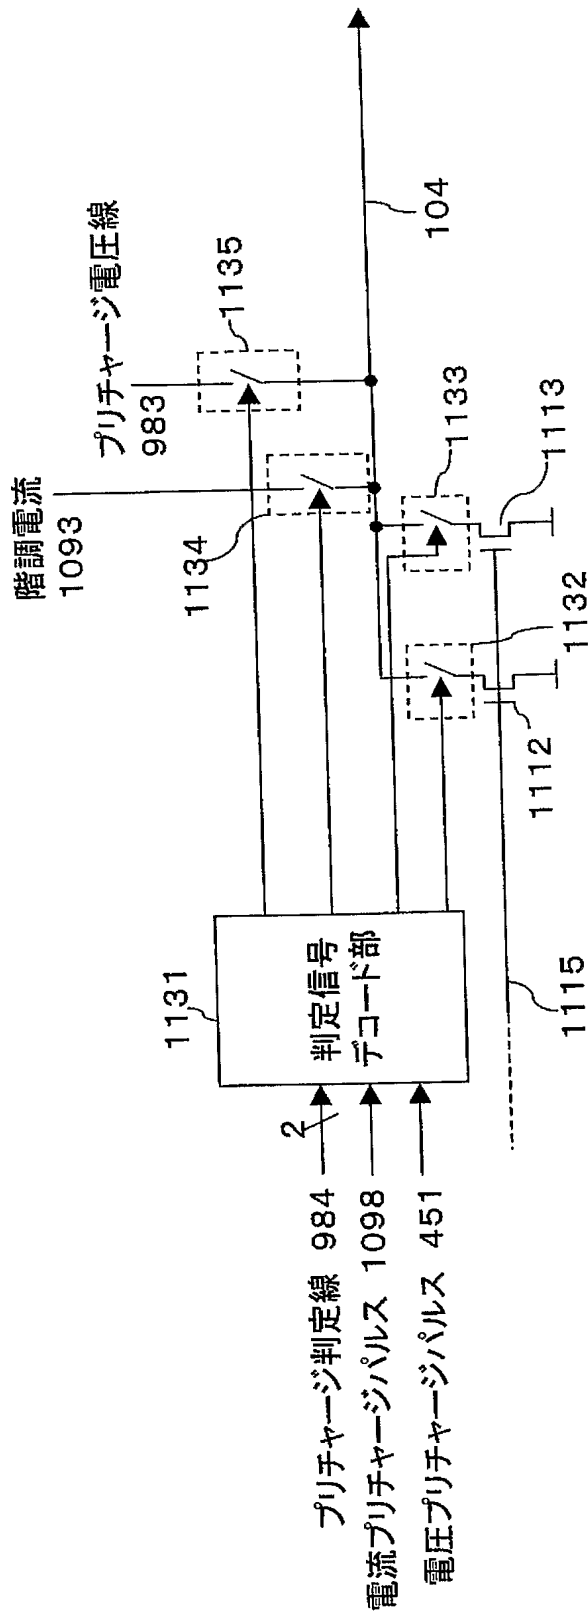 階調電流
1093
プリチャージ電圧線
983
1135
1134
104
1133
1113
1132
1112
1115
1131
判定信号
デコード部
2
プリチャージ判定線 984
電流プリチャージパルス 1098
電圧プリチャージパルス 451